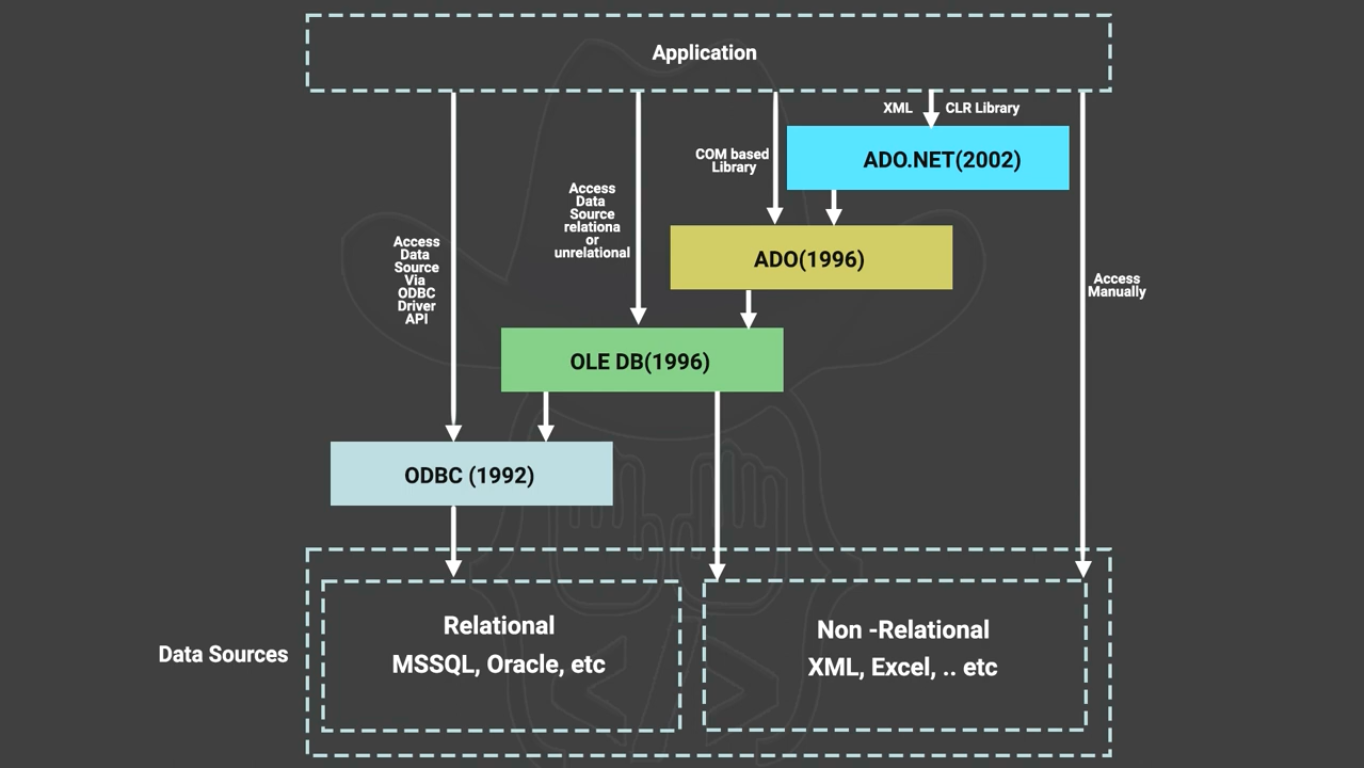 Application
XML
CLR Library
ADO.NET(2002)
COM based
Library
Access
Data
Source
relationa
or
unrelational
ADO(1996)
Access
Data
Source
Via
ODBC
Driver
API
Access
Manually
OLE DB(1996)
ODBC (1992)
Data Sources
Relational
MSSQL, Oracle, etc
Non -Relational
XML, Excel, .. etc